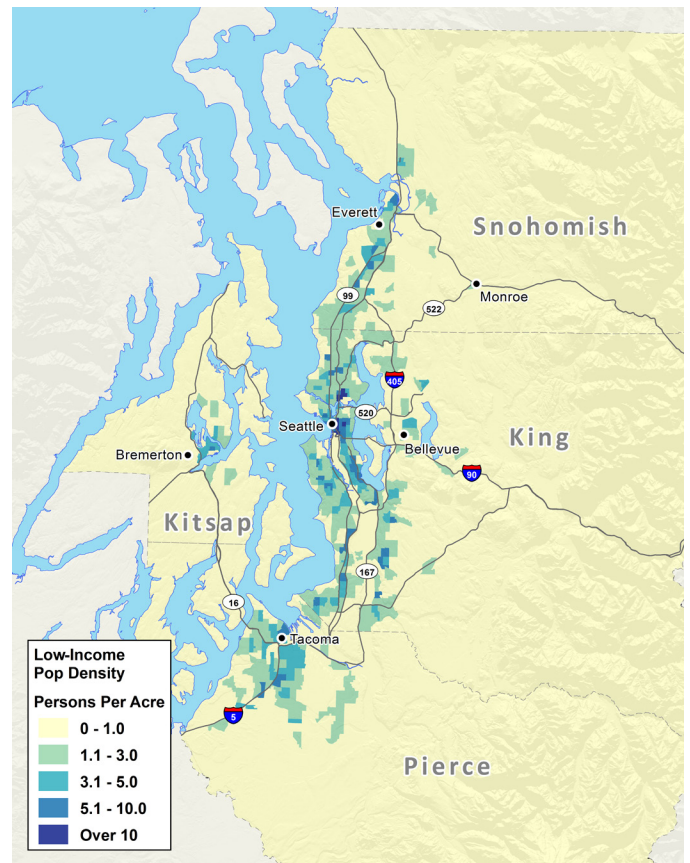 Everett
Snohomish
99
Monroe
522
405
520
Seattle
King
Bellevue
Bremerton
90
Kitsap
167
16
Tacoma
5
Pierce
Low-Income
Pop Density
Persons Per Acre
0 - 1.0
1.1 - 3.0
3.1 - 5.0
5.1 - 10.0
Over 10